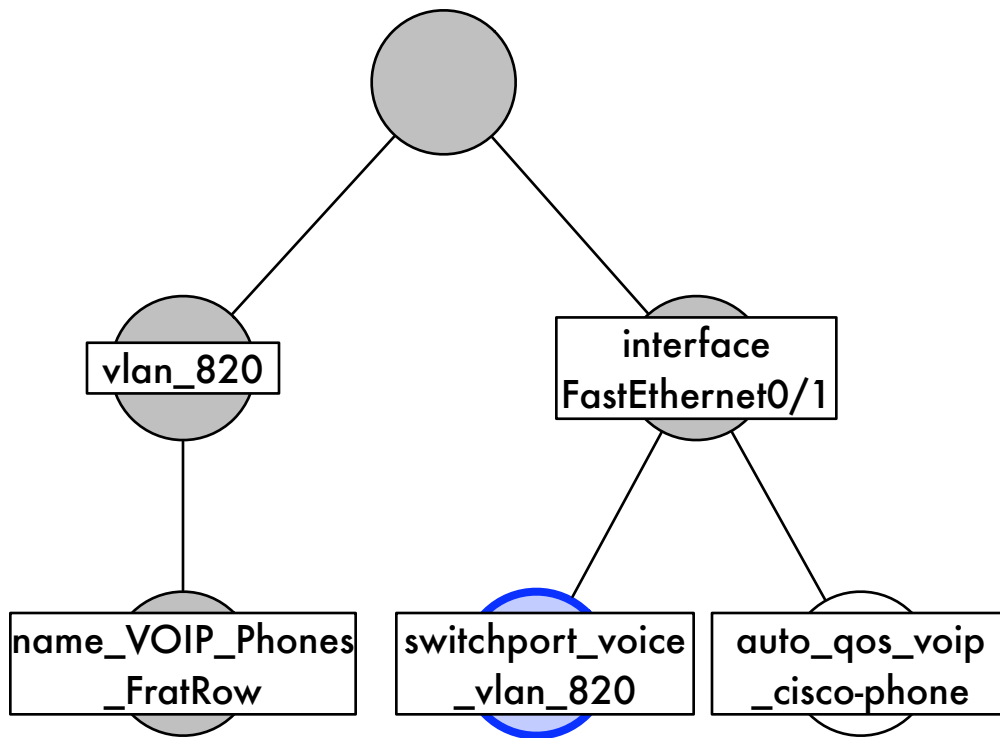 vlan_820
interface
FastEthernet0/1
name_VOIP_Phones
_FratRow
switchport_voice
_vlan_820
auto_qos_voip
_cisco-phone